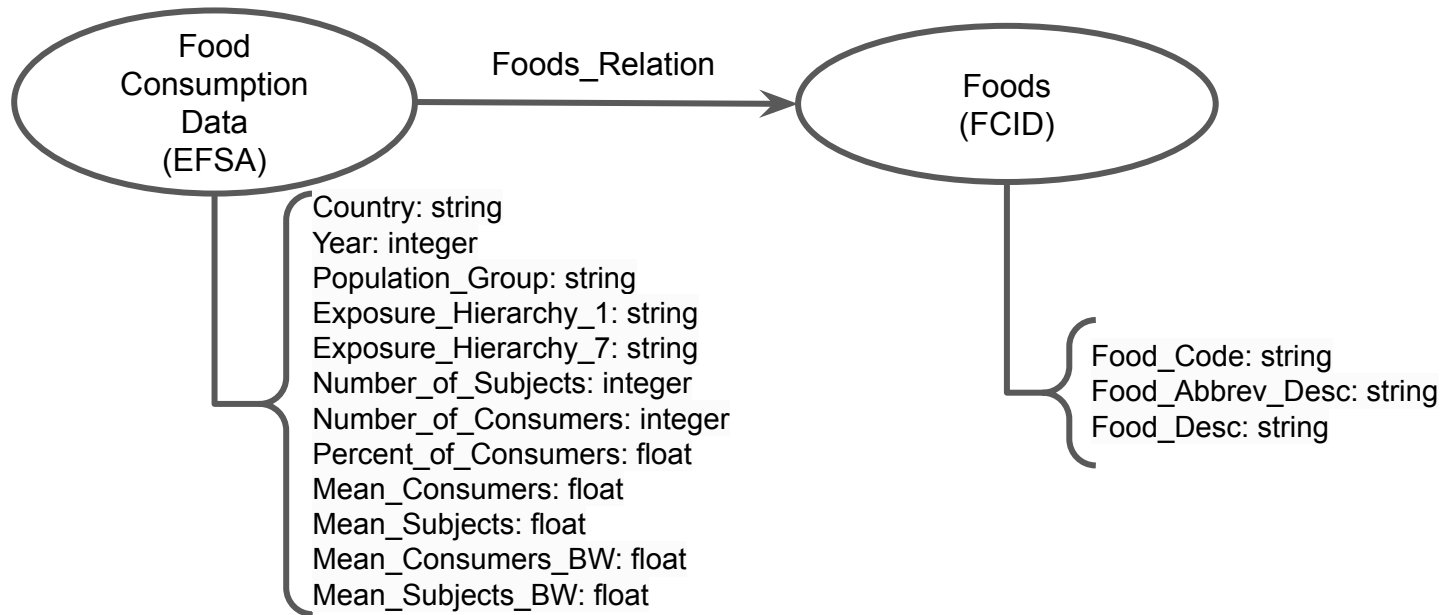 Food
Consumption
Data
(EFSA)
Foods_Relation
Foods
(FCID)
Country: string
Year: integer
Population_Group: string
Exposure_Hierarchy_1: string
Exposure_Hierarchy_7: string
Number_of_Subjects: integer
Number_of_Consumers: integer
Percent_of_Consumers: float
Mean_Consumers: float
Mean_Subjects: float
Mean_Consumers_BW: float
Mean_Subjects_BW: float
Food_Code: string
Food_Abbrev_Desc: string
Food_Desc: string